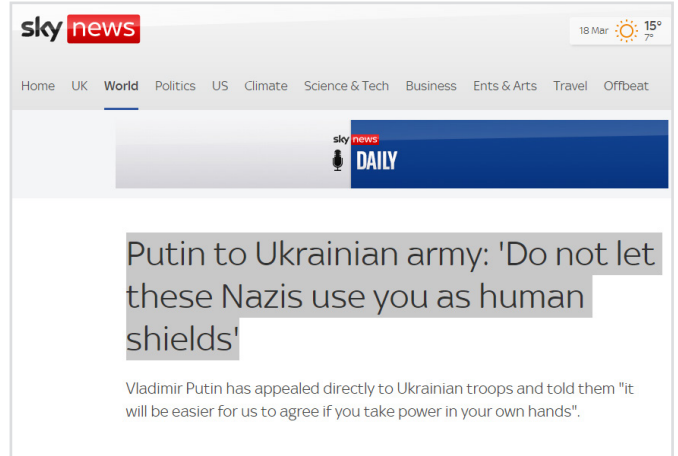 sky news
18 Mar 15°
7°
Home UK World Politics US Climate Science & Tech Business Ents & Arts Travel Offbeat
sky news
DAILY
Putin to Ukrainian army: 'Do not let
these Nazis use you as human
shields'
Vladimir Putin has appealed directly to Ukrainian troops and told them "it
will be easier for us to agree if you take power in your own hands".